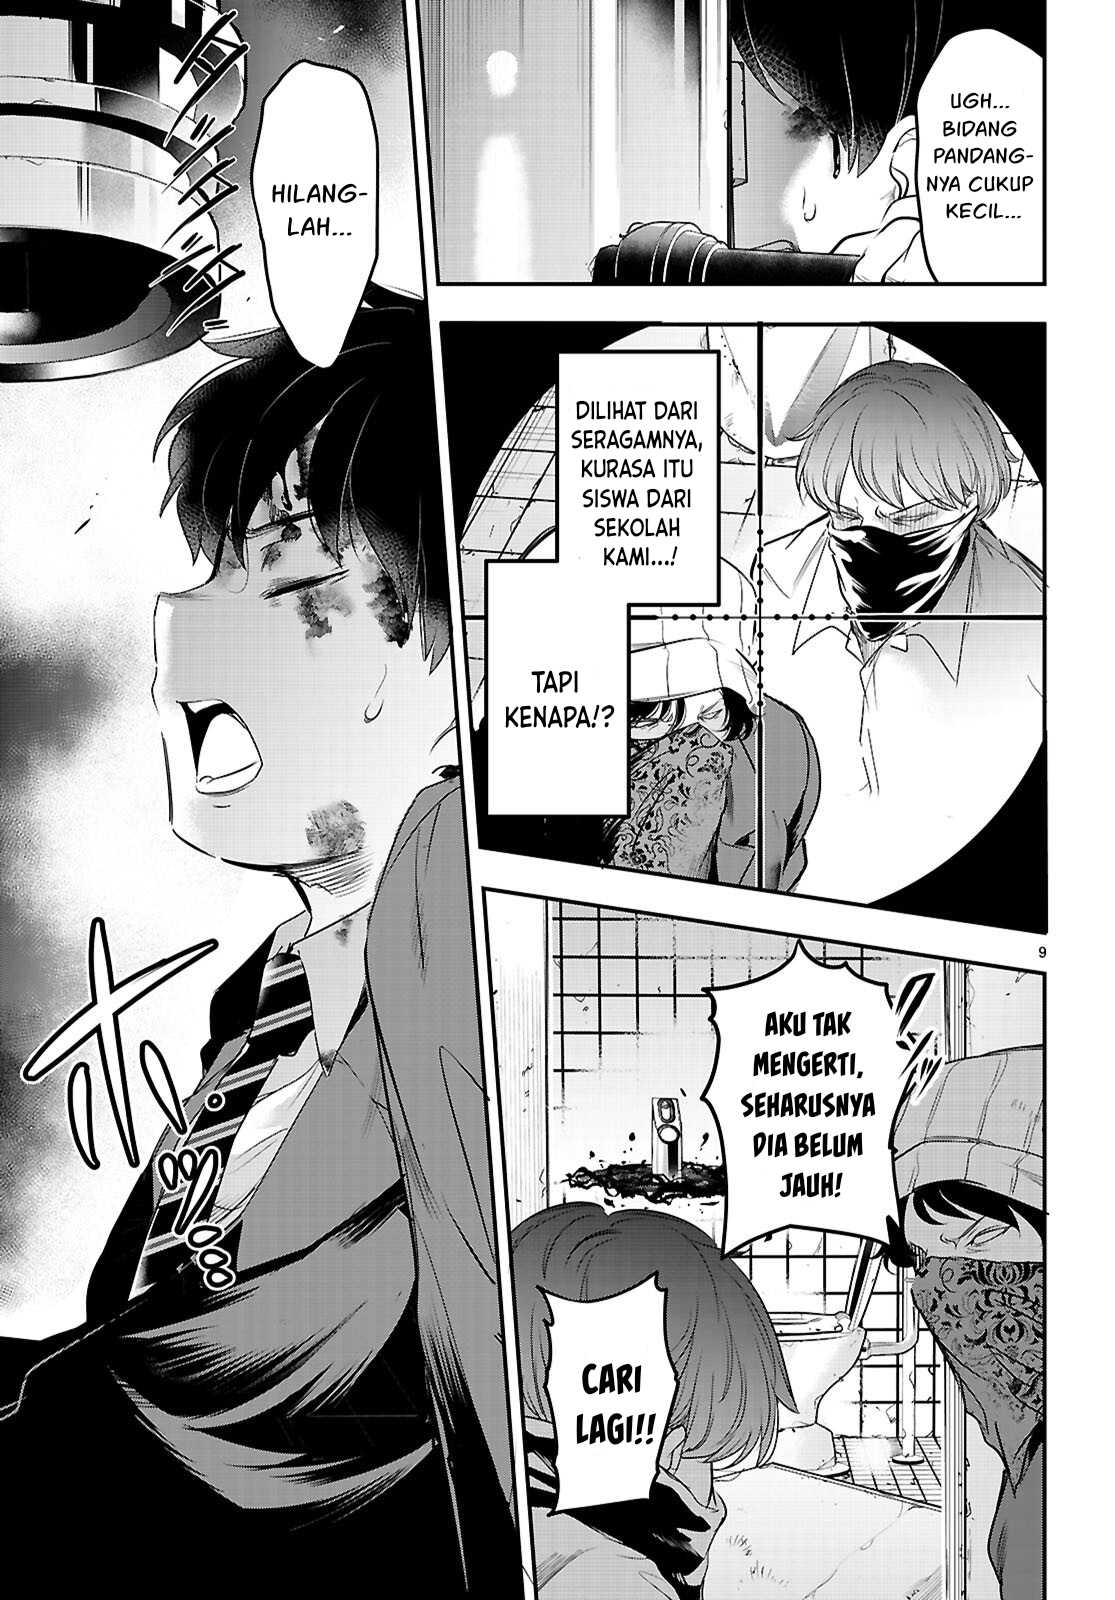 UGH...
BIDANG
PANDANG-
NYA CUKUP
KECIL...
DILIHAT DARI
SERAGAMNYA,
KURASA ITU
SISWA DARI
SEKOLAH
KAMI...!
TAPI
KENAPA!?
9
AKU TAK
MENGERTI,
SEHARUSNYA
DIA BELUM
JAUH!
CARI
LAGI!!
HILANG-
LAH...